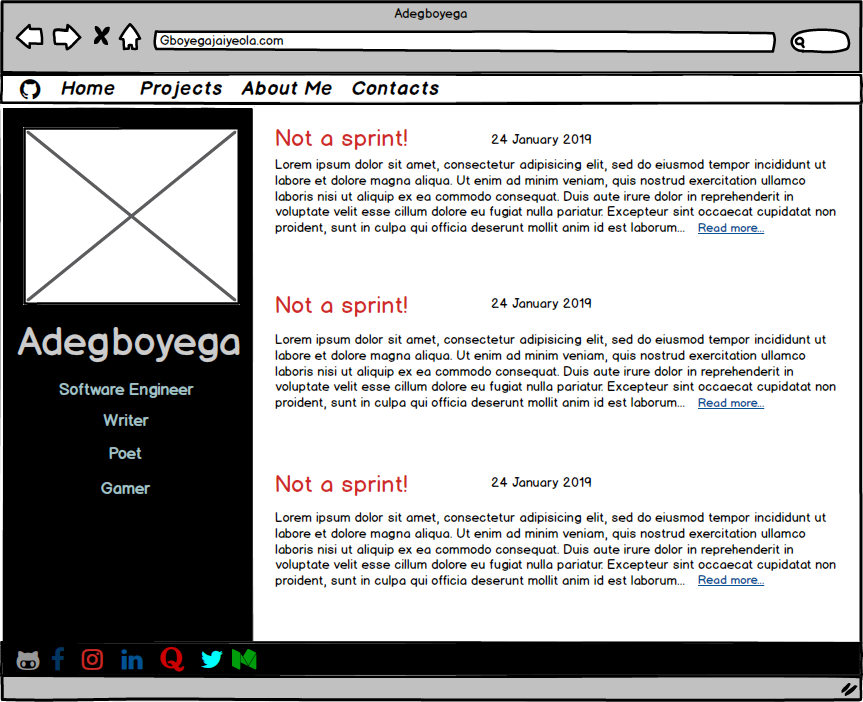 Adegboyega
Gboyegajaiyeola.com
Home Projects About Me Contacts
Adegboyega
Software Engineer
Writer
Poet
Gamer
Not a sprint! 24 January 2019
Lorem ipsum dolor sit amet, consectetur adipisicing elit, sed do eiusmod tempor incididunt ut
labore et dolore magna aliqua. Ut enim ad minim veniam, quis nostrud exercitation ullamco
laboris nisi ut aliquip ex ea commodo consequat. Duis aute irure dolor in reprehenderit in
voluptate velit esse cillum dolore eu fugiat nulla pariatur. Excepteur sint occaecat cupidatat non
proident, sunt in culpa qui officia deserunt mollit anim id est laborum... Read more...
Not a sprint! 24 January 2019
Lorem ipsum dolor sit amet, consectetur adipisicing elit, sed do eiusmod tempor incididunt ut
labore et dolore magna aliqua. Ut enim ad minim veniam, quis nostrud exercitation ullamco
laboris nisi ut aliquip ex ea commodo consequat. Duis aute irure dolor in reprehenderit in
voluptate velit esse cillum dolore eu fugiat nulla pariatur. Excepteur sint occaecat cupidatat non
proident, sunt in culpa qui officia deserunt mollit anim id est laborum... Read more...
Not a sprint! 24 January 2019
Lorem ipsum dolor sit amet, consectetur adipisicing elit, sed do eiusmod tempor incididunt ut
labore et dolore magna aliqua. Ut enim ad minim veniam, quis nostrud exercitation ullamco
laboris nisi ut aliquip ex ea commodo consequat. Duis aute irure dolor in reprehenderit in
voluptate velit esse cillum dolore eu fugiat nulla pariatur. Excepteur sint occaecat cupidatat non
proident, sunt in culpa qui officia deserunt mollit anim id est laborum... Read more...